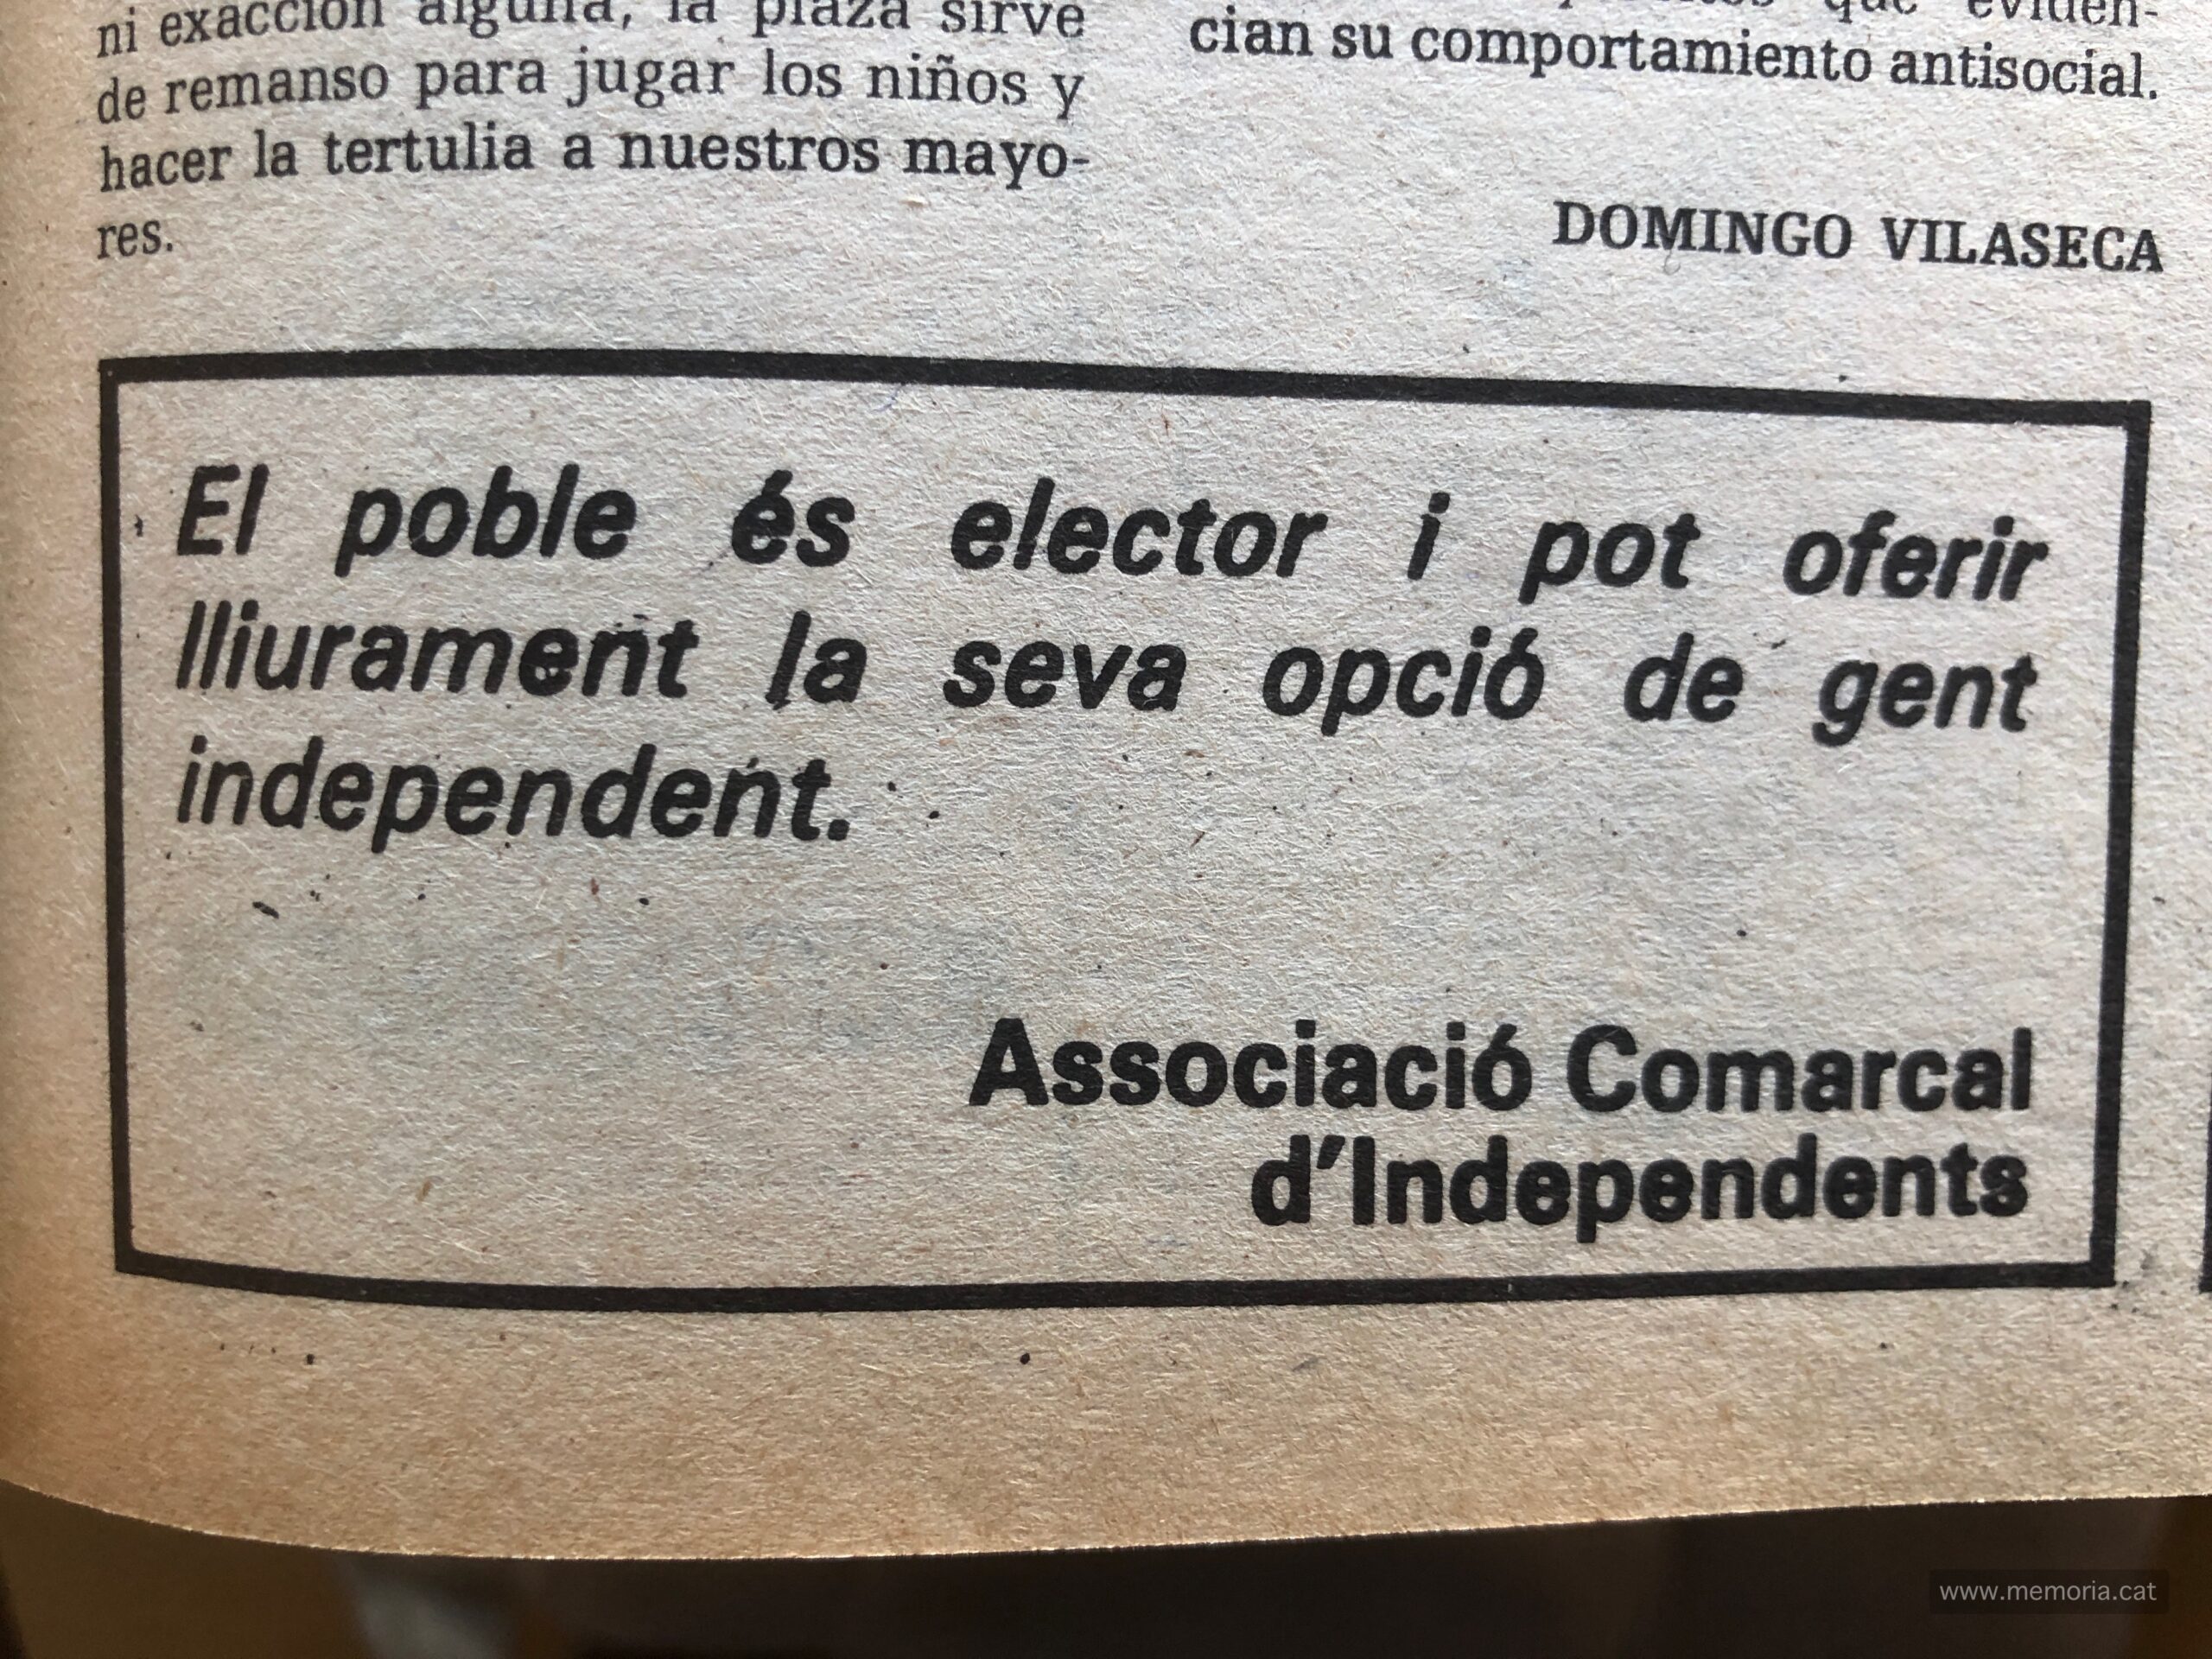 ni exacción alguna, la plaza sirve
de remanso para jugar los niños y
hacer la tertulia a nuestros mayo-
res.
que eviden-
cian su comportamiento antisocial.
DOMINGO VILASECA
El poble és elector i pot oferir
lliurament la seva opció de gent
independent.
Associació Comarcal
d'Independents
www.memoria.cat